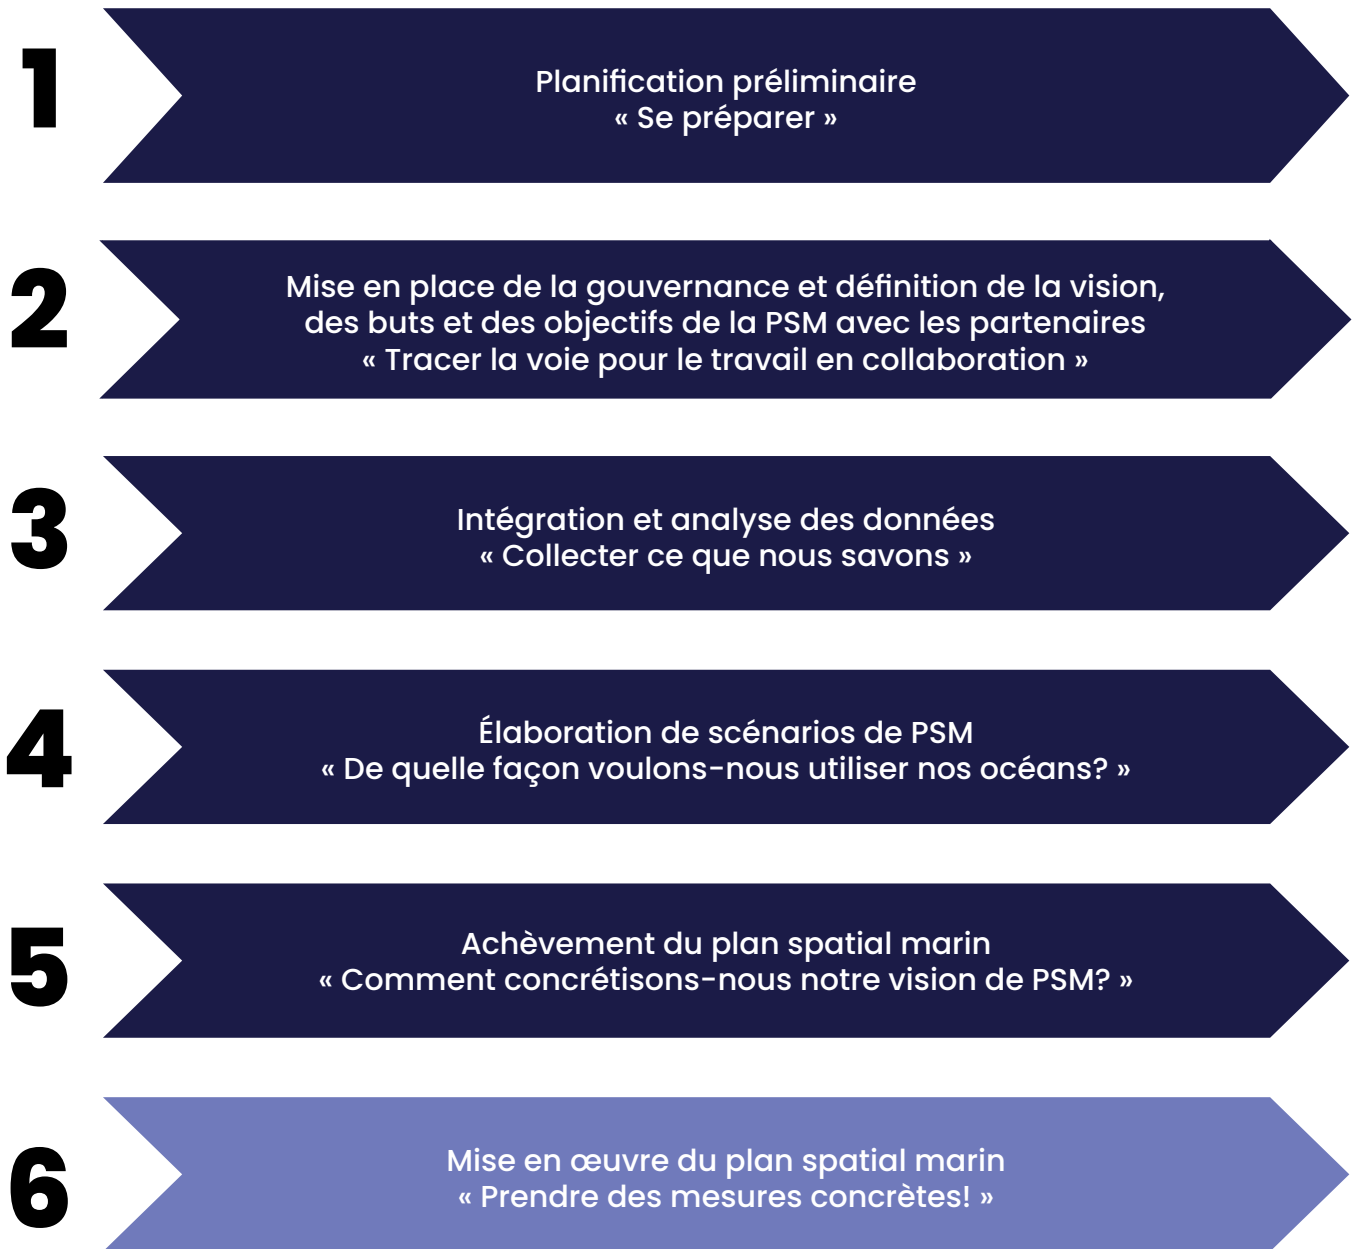 1
Planification préliminaire
« Se préparer »
2
Mise en place de la gouvernance et définition de la vision,
des buts et des objectifs de la PSM avec les partenaires
« Tracer la voie pour le travail en collaboration »
3
Intégration et analyse des données
« Collecter ce que nous savons »
4
Élaboration de scénarios de PSM
« De quelle façon voulons-nous utiliser nos océans? »
5
Achèvement du plan spatial marin
« Comment concrétisons-nous notre vision de PSM? »
6
Mise en œuvre du plan spatial marin
« Prendre des mesures concrètes! »